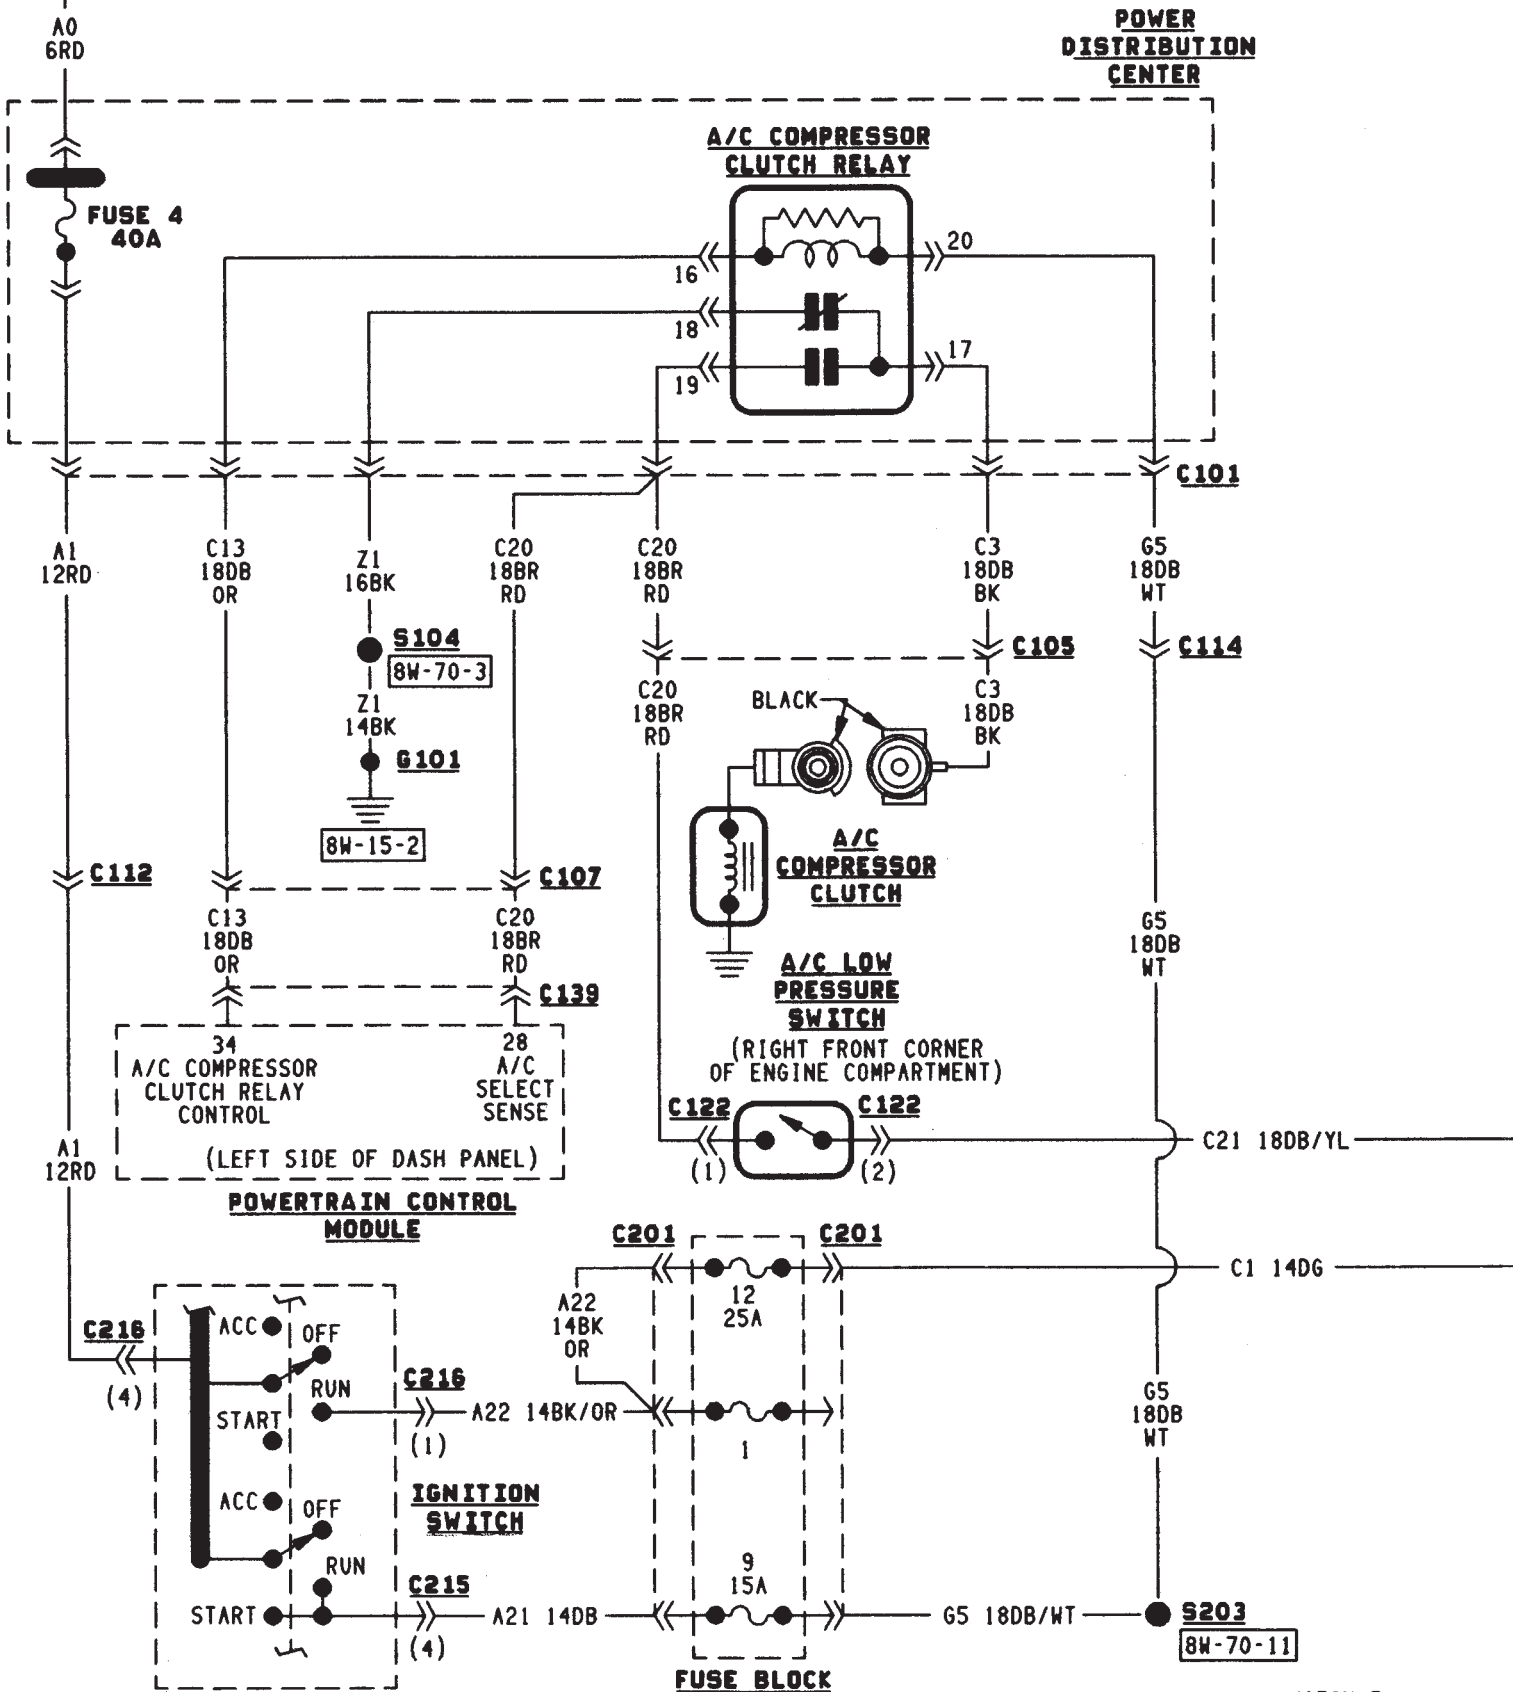 A0
6RD
POWER
DISTRIBUTION
CENTER
A/C COMPRESSOR
CLUTCH RELAY
FUSE 4
40A
16
20
18
17
19
C101
A1
12RD
C13
18DB
OR
Z1
16BK
C20
18BR
RD
C20
18BR
RD
C3
18DB
BK
G5
18DB
WT
S104
8W-70-3
C105
C114
Z1
14BK
C20
18BR
RD
BLACK
C3
18DB
BK
G101
8W-15-2
A/C
COMPRESSOR
CLUTCH
C112
C107
C13
18DB
OR
C20
18BR
RD
G5
18DB
WT
C139
A/C LOW
PRESSURE
SWITCH
(RIGHT FRONT CORNER
OF ENGINE COMPARTMENT)
34
A/C COMPRESSOR
CLUTCH RELAY
CONTROL
28
A/C
SELECT
SENSE
(LEFT SIDE OF DASH PANEL)
POWERTRAIN CONTROL
MODULE
C122
C122
(1)
(2)
C21 18DB/YL
A1
12RD
C201
C201
12
25A
C1 14DG
A22
14BK
OR
C216
(4)
ACC
OFF
RUN
START
C216
(1)
A22 14BK/OR
1
G5
18DB
WT
IGNITION
SWITCH
ACC
OFF
RUN
START
C215
(4)
A21 14DB
9
15A
G5 18DB/WT
S203
8W-70-11
FUSE BLOCK